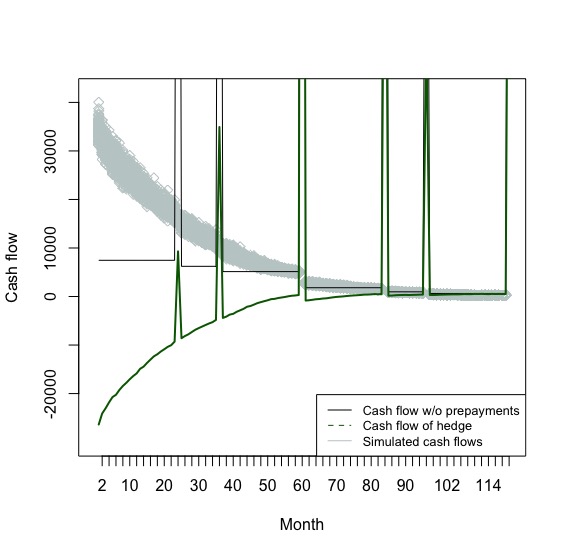 Cash flow
30000
10000
0
-20000
Cash flow w/o prepayments
Cash flow of hedge
Simulated cash flows
2 10 20 30 40 50 60 70 80 90 102 114
Month